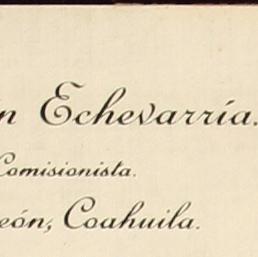 n Echevarría.
Comisionista.
eón, Coahuila.